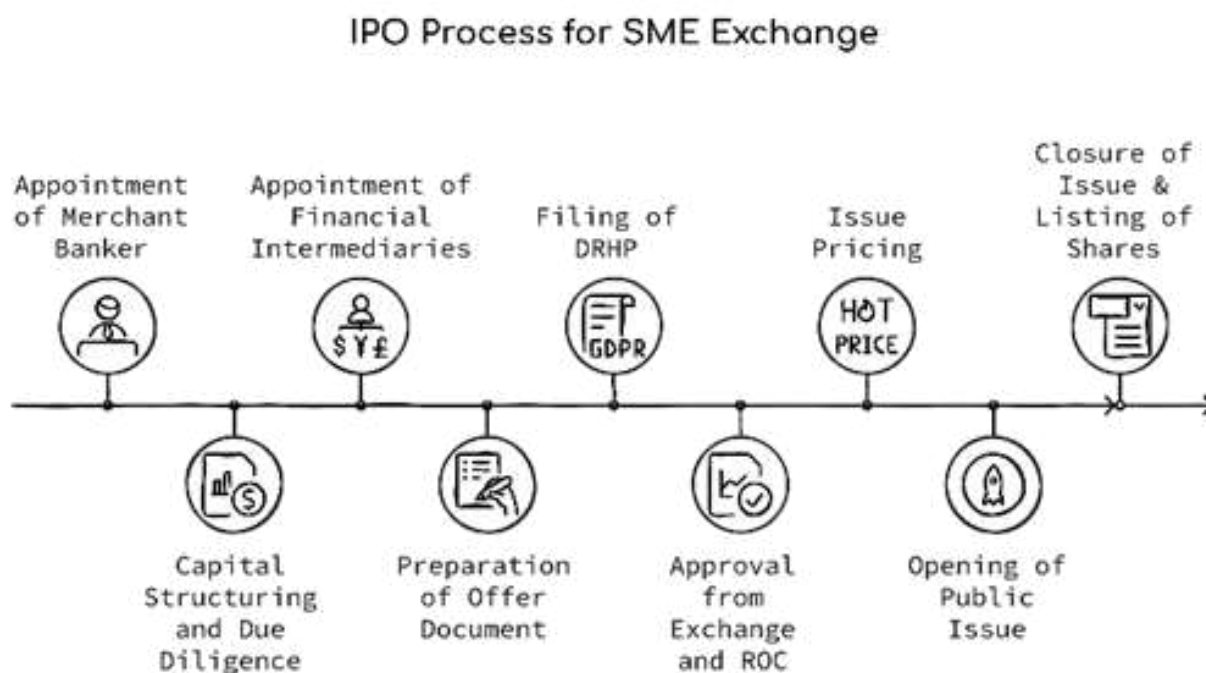 IPO Process for SME Exchange
Appointment
of Merchant
Banker
Capital
Structuring
and Due
Diligence
Appointment of
Financial
Intermediaries
$ ¥ £
Preparation
of Offer
Document
Filing of
DRHP
GDPR
Approval
from
Exchange
and ROC
Issue
Pricing
HOT
PRICE
Opening of
Public
Issue
Closure of
Issue &
Listing of
Shares
$